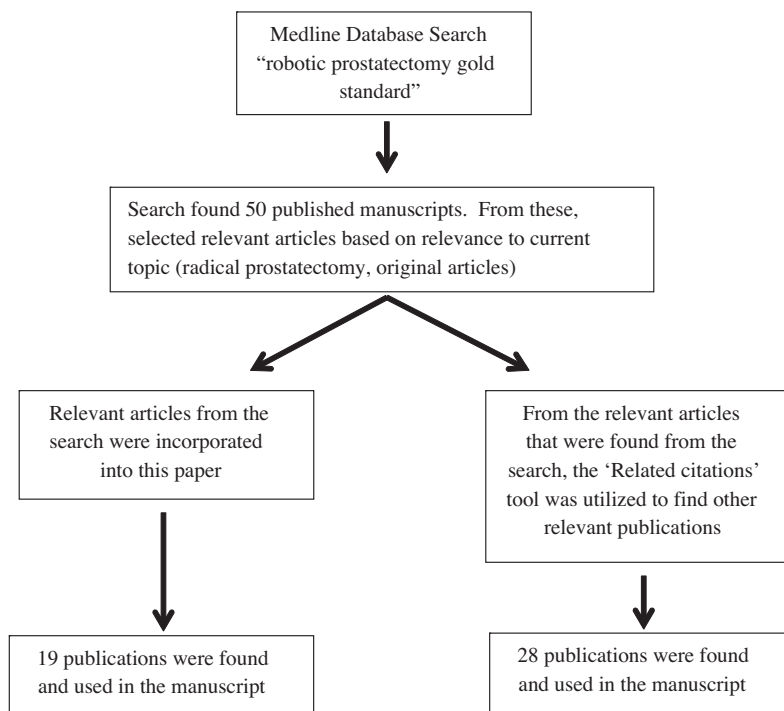 Medline Database Search
“robotic prostatectomy gold
standard”
Search found 50 published manuscripts. From these,
selected relevant articles based on relevance to current
topic (radical prostatectomy, original articles)
Relevant articles from the
search were incorporated
into this paper
From the relevant articles
that were found from the
search, the ‘Related citations’
tool was utilized to find other
relevant publications
19 publications were found
and used in the manuscript
28 publications were found
and used in the manuscript